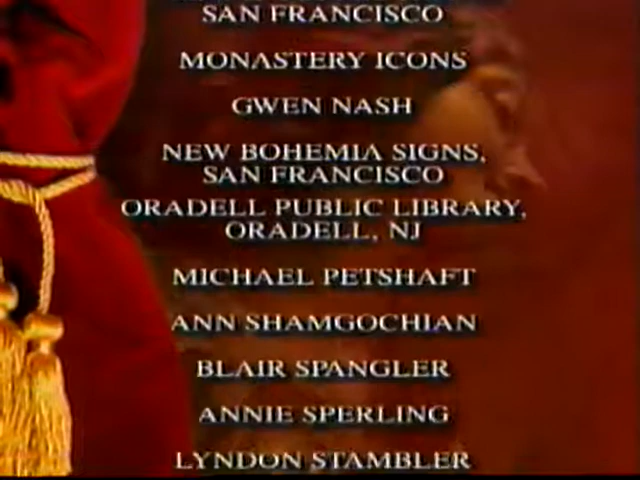 SAN FRANCISCO
MONASTERY ICONS
GWEN NASH
NEW BOHEMIA SIGNS,
SAN FRANCISCO
ORADELL PUBLIC LIBRARY,
ORADELL, NJ
MICHAEL PETSHAFT
ANN SHAMGOCHIAN
BLAIR SPANGLER
ANNIE SPERLING
LYNDON STAMBLER